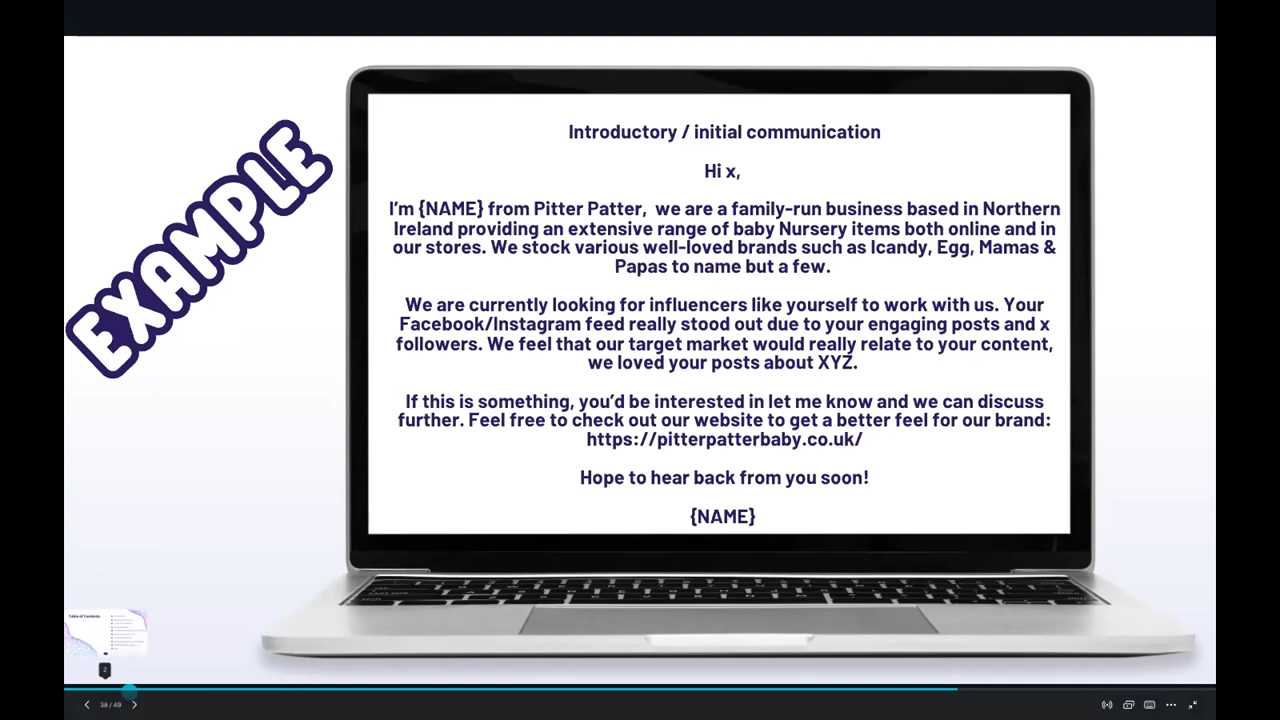 EXAMPLE
Introductory / initial communication
Hi x,
I’m {NAME} from Pitter Patter, we are a family-run business based in Northern
Ireland providing an extensive range of baby Nursery items both online and in
our stores. We stock various well-loved brands such as Icandy, Egg, Mamas &
Papas to name but a few.
We are currently looking for influencers like yourself to work with us. Your
Facebook/Instagram feed really stood out due to your engaging posts and x
followers. We feel that our target market would really relate to your content,
we loved your posts about XYZ.
If this is something, you’d be interested in let me know and we can discuss
further. Feel free to check out our website to get a better feel for our brand:
https://pitterpatterbaby.co.uk/
Hope to hear back from you soon!
{NAME}
Table of Contents
2
38 / 49